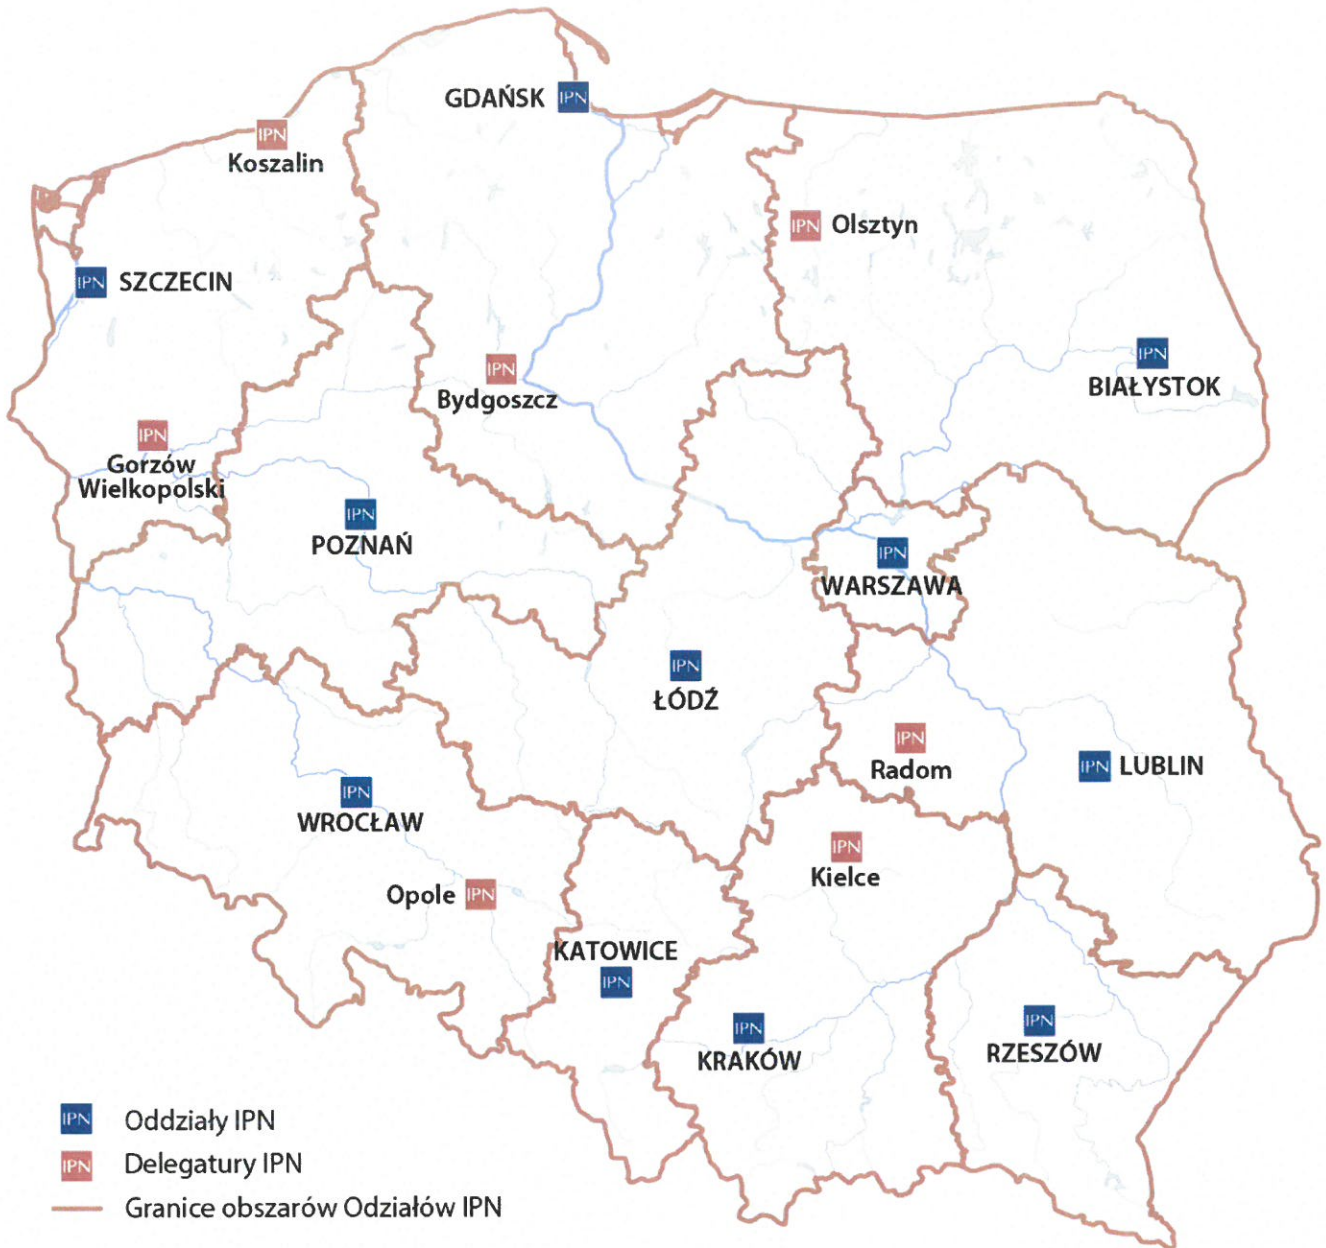 GDAŃSK IPN
IPN
Koszalin
IPN Olsztyn
IPN SZCZECIN
IPN
BIAŁYSTOK
IPN
Bydgoszcz
IPN
Gorzów
Wielkopolski
IPN
POZNAŃ
IPN
WARSZAWA
IPN
ŁÓDŹ
IPN
Radom
IPN LUBLIN
IPN
WROCŁAW
IPN
Kielce
Opole IPN
KATOWICE
IPN
IPN
KRAKÓW
IPN
RZESZÓW
IPN Oddziały IPN
IPN Delegatury IPN
Granice obszarów Odziałów IPN